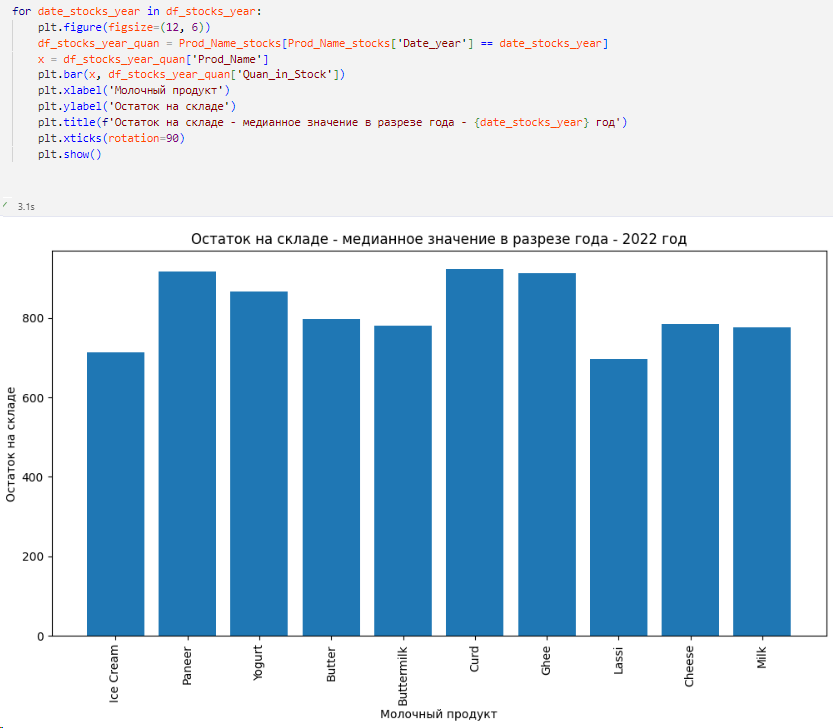 for date_stocks_year in df_stocks_year:
plt.figure(figsize=(12, 6))
df_stocks_year_quan = Prod_Name_stocks[Prod_Name_stocks['Date_year'] == date_stocks_year]
x = df_stocks_year_quan['Prod_Name']
plt.bar(x, df_stocks_year_quan['Quan_in_Stock'])
plt.xlabel('Молочный продукт')
plt.ylabel('Остаток на складе')
plt.title(f'Остаток на складе - медианное значение в разрезе года - {date_stocks_year} год')
plt.xticks(rotation=90)
plt.show()
3.1s
Остаток на складе - медианное значение в разрезе года - 2022 год
800
600
400
200
0
Остаток на складе
Ice Cream
Paneer
Yogurt
Butter
Buttermilk
Curd
Ghee
Lassi
Cheese
Milk
Молочный продукт